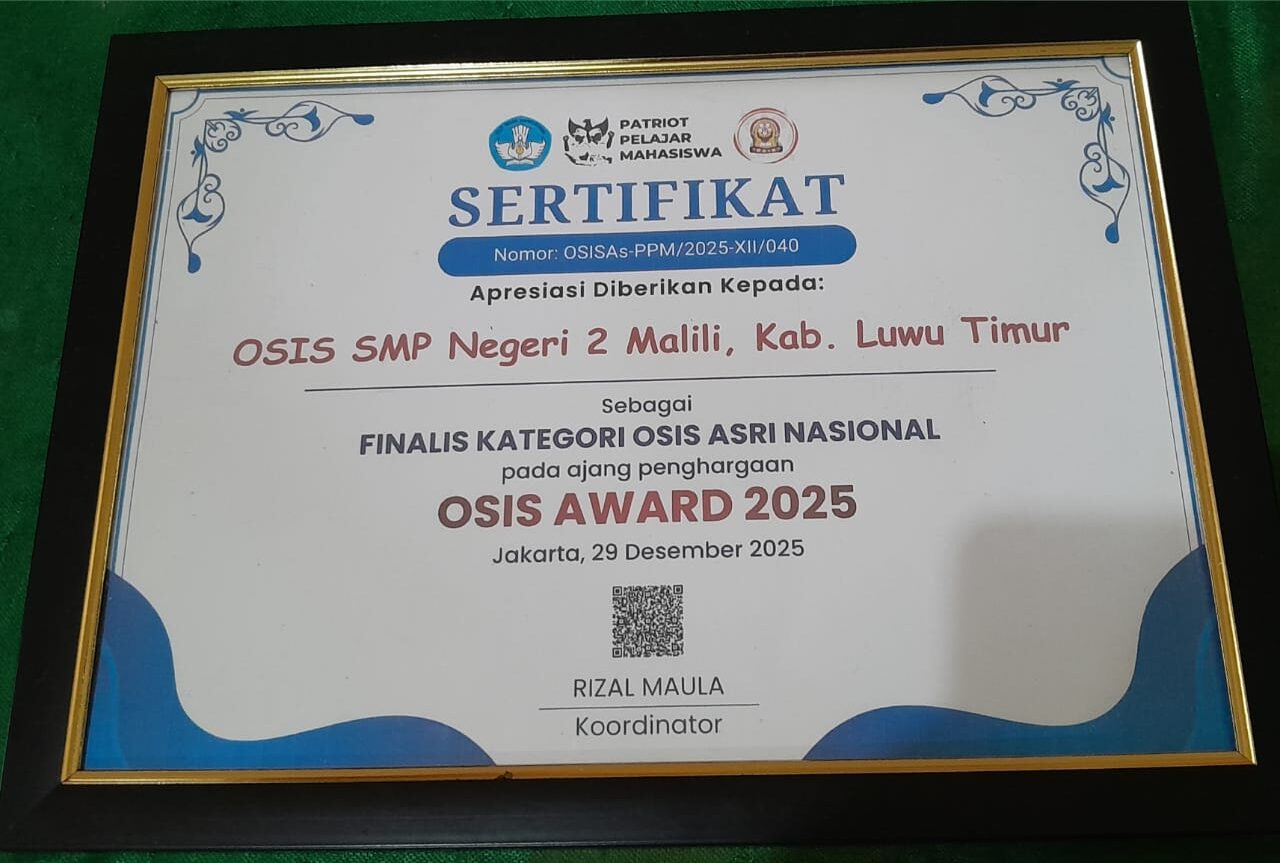 PATRIOT
PELAJAR
MAHASISWA
SERTIFIKAT
Nomor: OSISAs-PPM/2025-XII/040
Apresiasi Diberikan Kepada:
OSIS SMP Negeri 2 Malili, Kab. Luwu Timur
Sebagai
FINALIS KATEGORI OSIS ASRI NASIONAL
pada ajang penghargaan
OSIS AWARD 2025
Jakarta, 29 Desember 2025
RIZAL MAULA
Koordinator